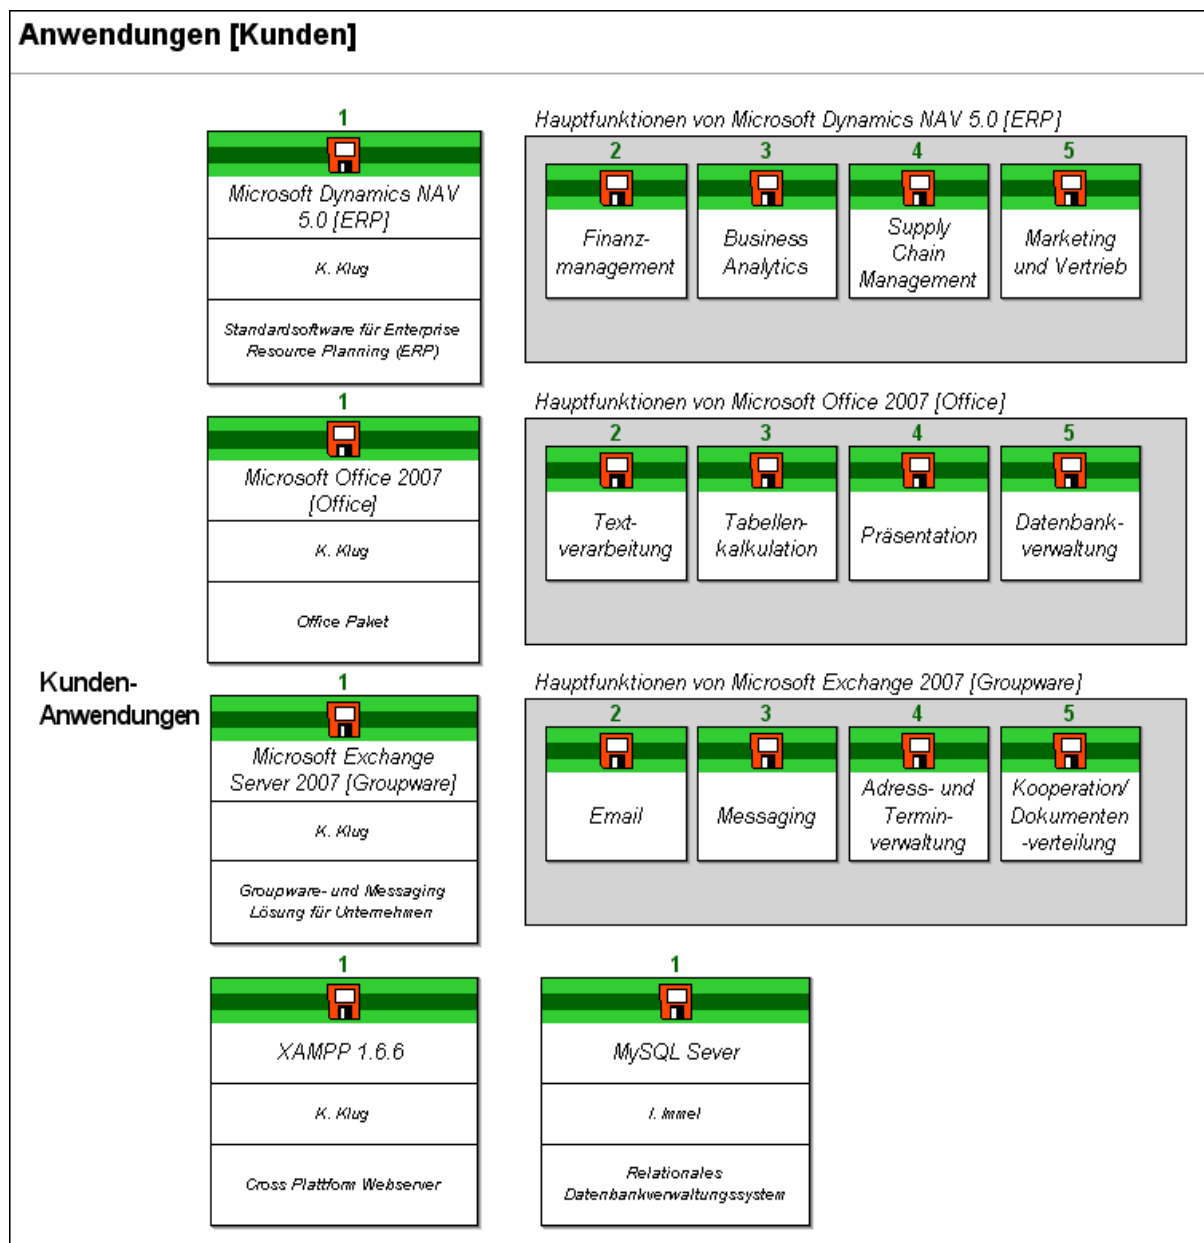 Anwendungen [Kunden]
1
Microsoft Dynamics NAV
5.0 [ERP]
K. Klug
Standardsoftware für Enterprise
Resource Planning (ERP)
Hauptfunktionen von Microsoft Dynamics NAV 5.0 [ERP]
2
Finanz-
management
3
Business
Analytics
4
Supply
Chain
Management
5
Marketing
und Vertrieb
1
Microsoft Office 2007
[Office]
K. Klug
Office Paket
Hauptfunktionen von Microsoft Office 2007 [Office]
2
Text-
verarbeitung
3
Tabellen-
kalkulation
4
Präsentation
5
Datenbank-
verwaltung
Kunden-
Anwendungen
1
Microsoft Exchange
Server 2007 [Groupware]
K. Klug
Groupware- und Messaging
Lösung für Unternehmen
Hauptfunktionen von Microsoft Exchange 2007 [Groupware]
2
Email
3
Messaging
4
Adress- und
Termin-
verwaltung
5
Kooperation/
Dokumenten
-verteilung
1
XAMPP 1.6.6
K. Klug
Cross Plattform Webserver
1
MySQL Sever
I. Immel
Relationales
Datenbankverwaltungssystem